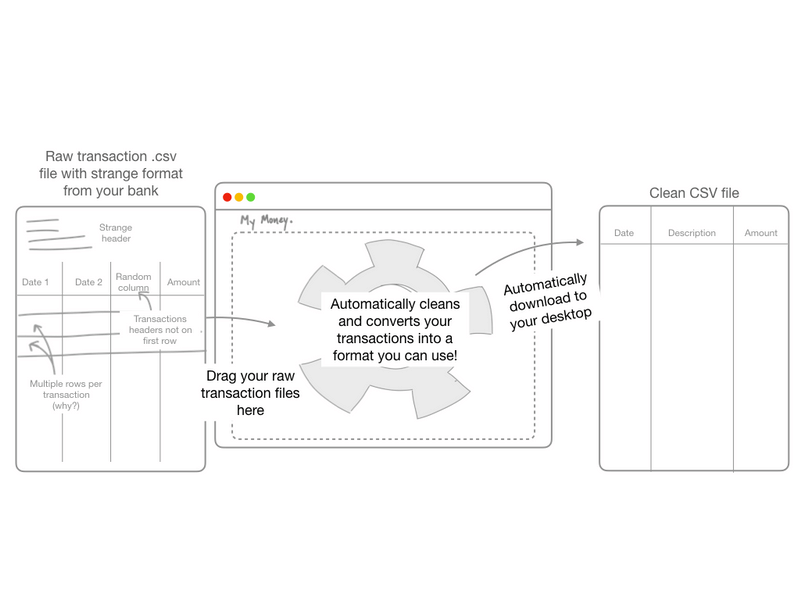 Raw transaction .csv
file with strange format
from your bank
Strange
header
Date 1
Date 2
Random
column
Amount
Transactions
headers not on
first row
Multiple rows per
transaction
(why?)
My Money.
Drag your raw
transaction files
here
Automatically cleans
and converts your
transactions into a
format you can use!
Automatically
download to
your desktop
Clean CSV file
Date
Description
Amount